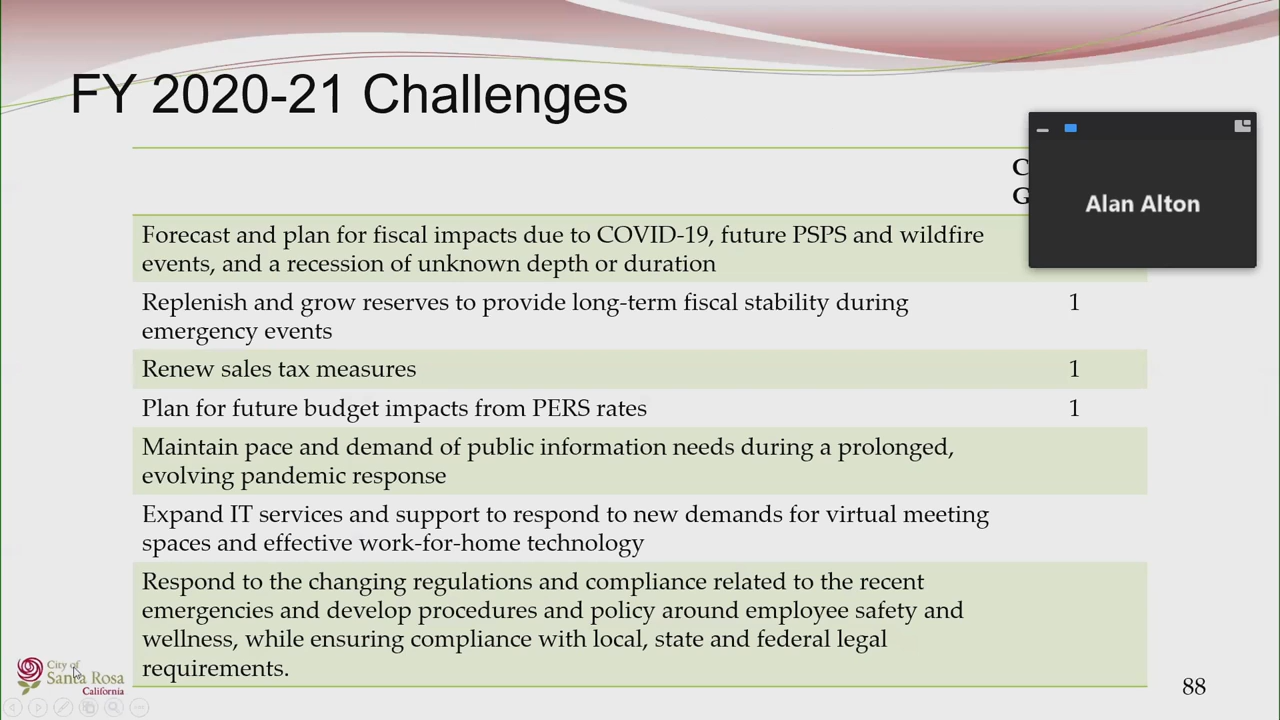 FY 2020-21 Challenges
C
G
Alan Alton
Forecast and plan for fiscal impacts due to COVID-19, future PSPS and wildfire
events, and a recession of unknown depth or duration
Replenish and grow reserves to provide long-term fiscal stability during
emergency events
1
Renew sales tax measures
1
Plan for future budget impacts from PERS rates
1
Maintain pace and demand of public information needs during a prolonged,
evolving pandemic response
Expand IT services and support to respond to new demands for virtual meeting
spaces and effective work-for-home technology
Respond to the changing regulations and compliance related to the recent
emergencies and develop procedures and policy around employee safety and
wellness, while ensuring compliance with local, state and federal legal
requirements.
City of
Santa Rosa
California
88